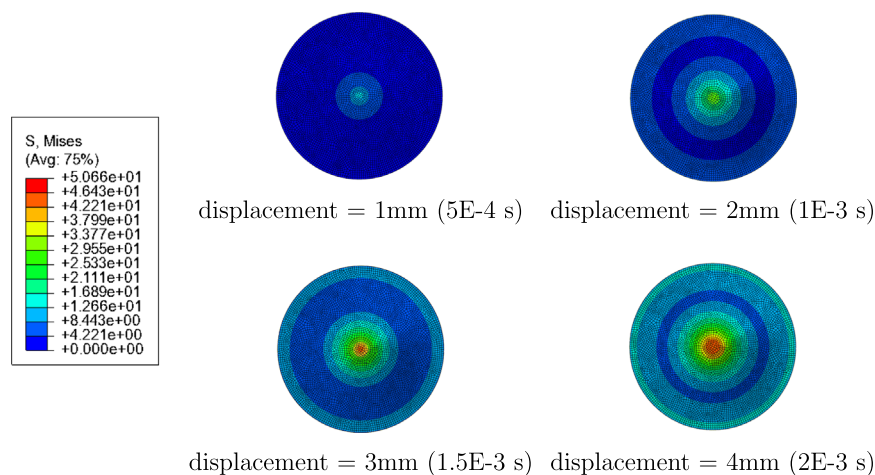 S, Mises
(Avg: 75%)
+5.066e+01
+4.643e+01
+4.221e+01
+3.799e+01
+3.377e+01
+2.955e+01
+2.533e+01
+2.111e+01
+1.689e+01
+1.266e+01
+8.443e+00
+4.221e+00
+0.000e+00
displacement = 1mm (5E-4 s)
displacement = 2mm (1E-3 s)
displacement = 3mm (1.5E-3 s)
displacement = 4mm (2E-3 s)